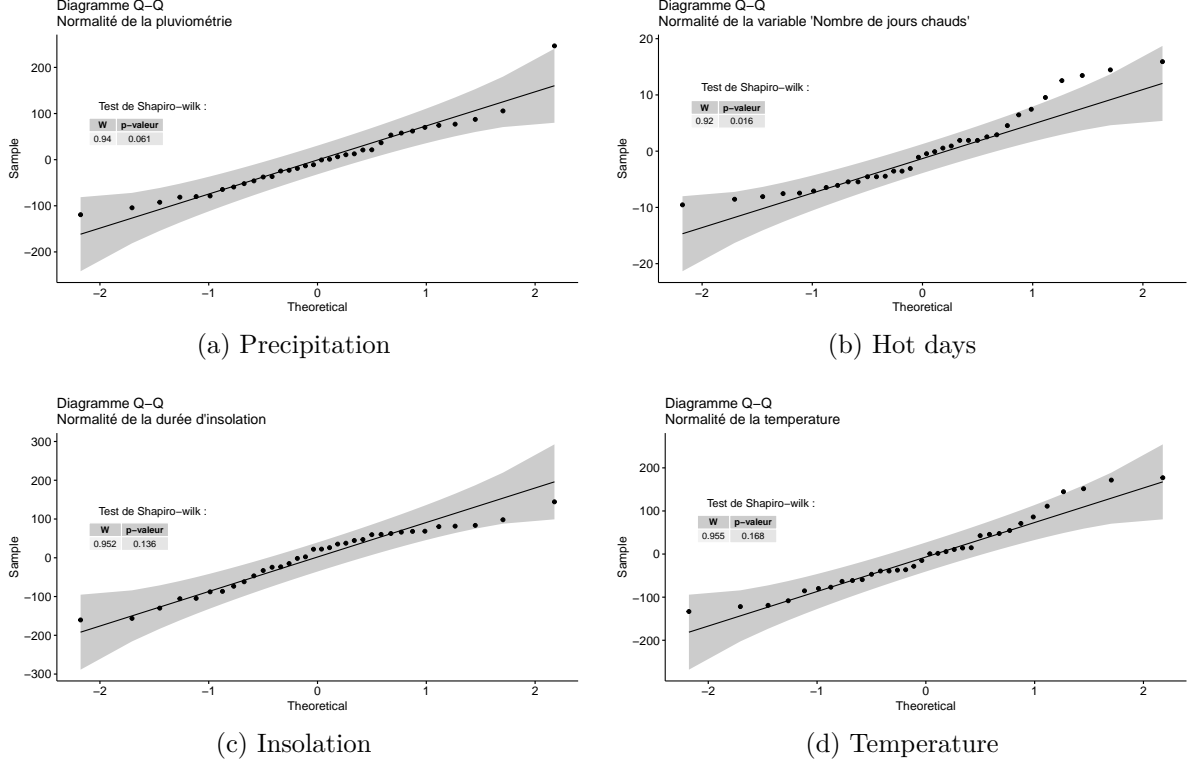 Diagramme Q−Q
Normalité de la pluviométrie
200
100
0
−100
−200
Sample
Test de Shapiro−wilk :
W p−valeur
0.94 0.061
−2 −1 0 1 2
Theoretical
(a) Precipitation
Diagramme Q−Q
Normalité de la variable 'Nombre de jours chauds'
20
10
0
−10
−20
Sample
Test de Shapiro−wilk :
W p−valeur
0.92 0.016
−2 −1 0 1 2
Theoretical
(b) Hot days
Diagramme Q−Q
Normalité de la durée d'insolation
300
200
100
0
−100
−200
−300
Sample
Test de Shapiro−wilk :
W p−valeur
0.952 0.136
−2 −1 0 1 2
Theoretical
(c) Insolation
Diagramme Q−Q
Normalité de la temperature
200
100
0
−100
−200
Sample
Test de Shapiro−wilk :
W p−valeur
0.955 0.168
−2 −1 0 1 2
Theoretical
(d) Temperature